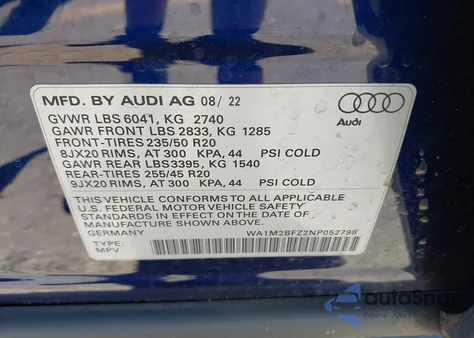 MFD. BY AUDI AG 08/ 22
GVWR LBS 6041, KG 2740
GAWR FRONT LBS 2833, KG 1285
FRONT-TIRES 235/50 R20
8JX20 RIMS, AT 300 KPA, 44 PSI COLD
GAWR REAR LBS 3395, KG 1540
REAR-TIRES 255/45 R20
9JX20 RIMS, AT 300 KPA, 44 PSI COLD
THIS VEHICLE CONFORMS TO ALL APPLICABLE
U.S. FEDERAL MOTOR VEHICLE SAFETY
STANDARDS IN EFFECT ON THE DATE OF
MANUFACTURE SHOWN ABOVE.
TYPE:
MPV
WA1M2BFZ2NP052798
Audi
autoSnap